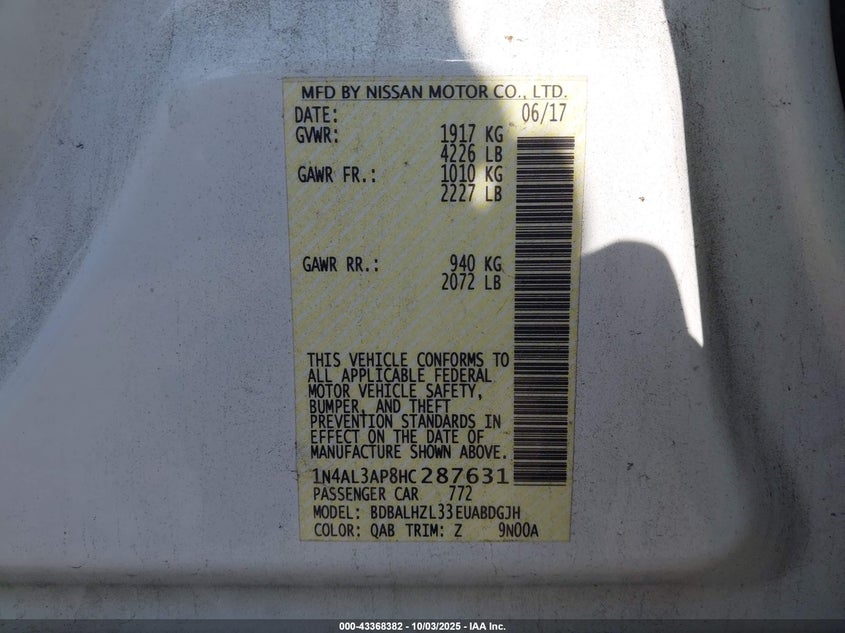 MFD BY NISSAN MOTOR CO., LTD.
DATE: 06/17
GVWR: 1917 KG
4226 LB
GAWR FR.: 1010 KG
2227 LB
GAWR RR.: 940 KG
2072 LB
THIS VEHICLE CONFORMS TO
ALL APPLICABLE FEDERAL
MOTOR VEHICLE SAFETY,
BUMPER, AND THEFT
PREVENTION STANDARDS IN
EFFECT ON THE DATE OF
MANUFACTURE SHOWN ABOVE.
1N4AL3AP8HC287631
PASSENGER CAR 772
MODEL: BDBALHZL33EUABDGJH
COLOR: QAB TRIM: Z 9N00A
000-43368382 - 10/03/2025 - IAA Inc.